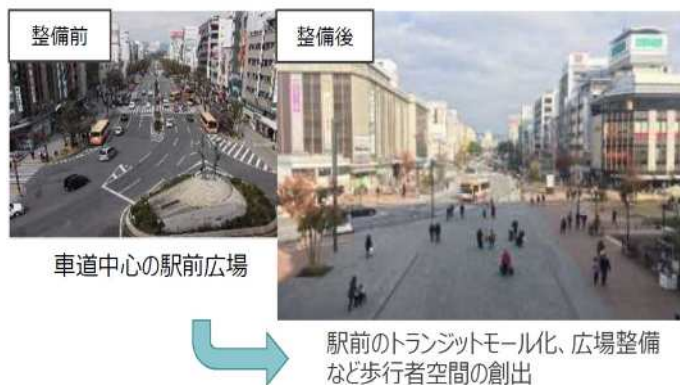 整備前
整備後
車道中心の駅前広場
駅前のトランジットモール化、広場整備
など歩行者空間の創出